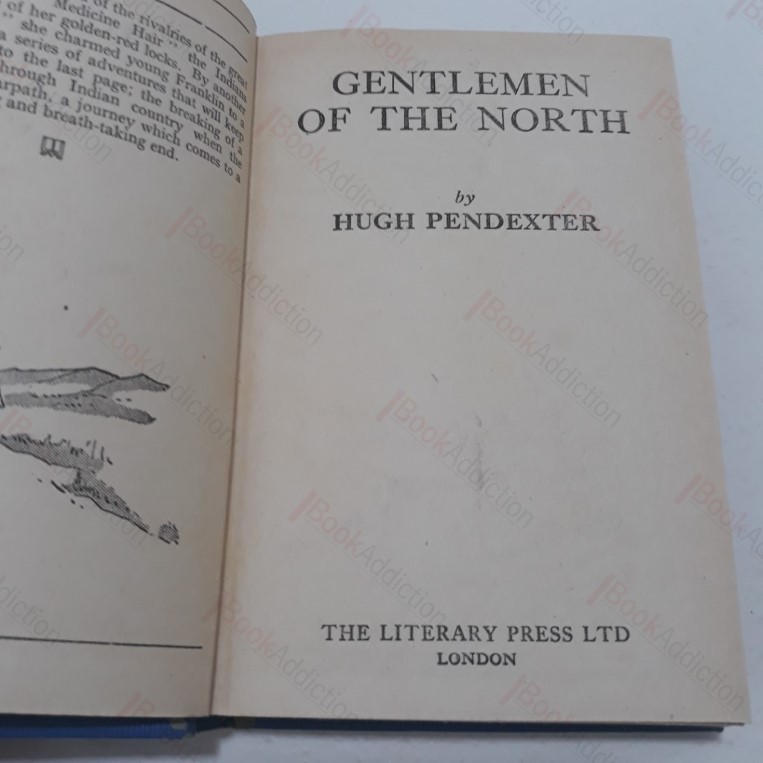 of the rivalries of the great
Medicine Hair" the Indians
of her golden-red locks. By another
she charmed young Franklin to a
a series of adventures that will keep
to the last page; the breaking of a
through Indian country when the
arpath, a journey which comes to a
and breath-taking end.
GENTLEMEN
OF THE NORTH
by
HUGH PENDEXTER
THE LITERARY PRESS LTD
LONDON
BookAddiction